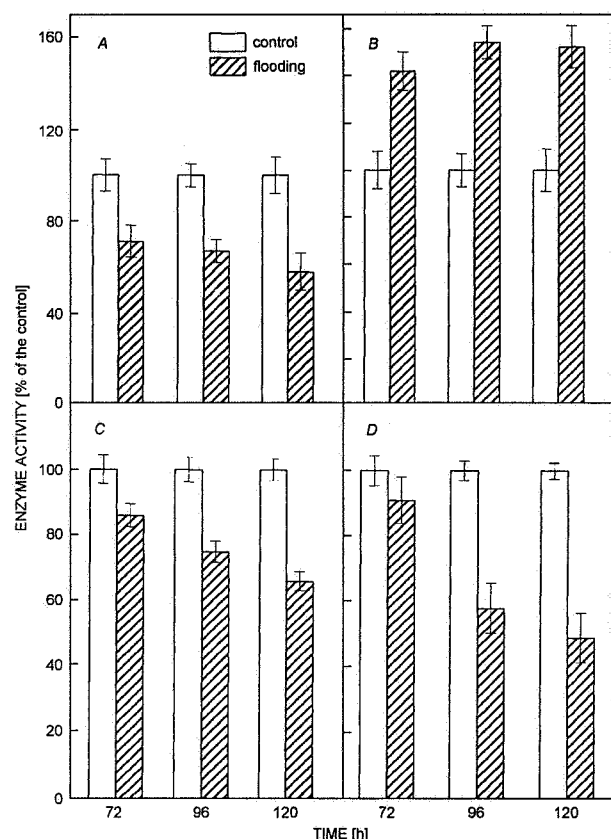 160
120
80
40
0
A
control
flooding
B
ENZYME ACTIVITY [% of the control]
C
100
80
60
40
20
0
D
72 96 120 72 96 120
TIME [h]